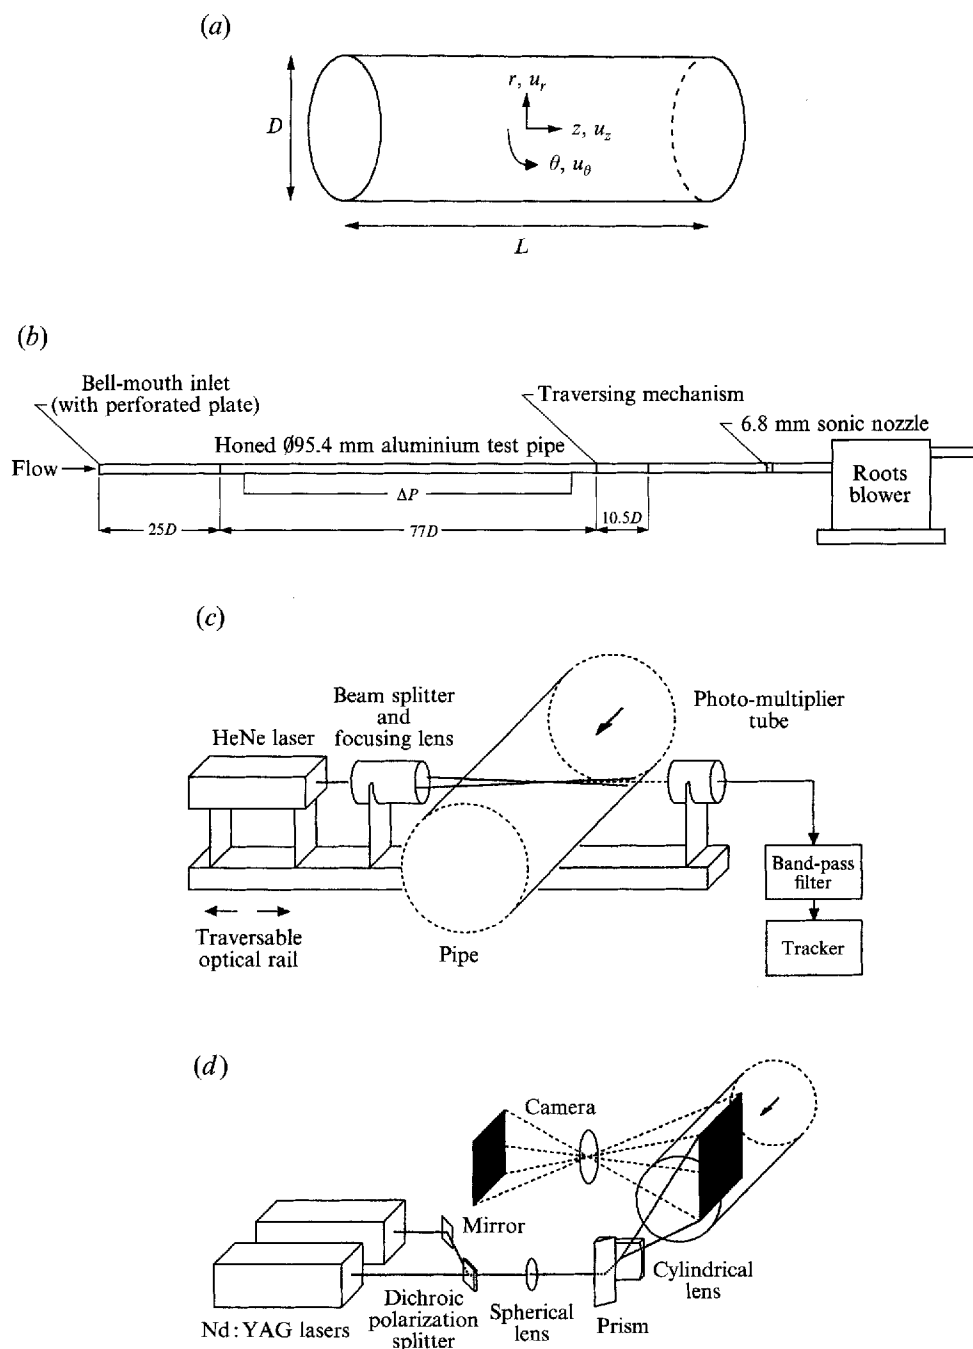 (a)
D
r, u_r
z, u_z
θ, u_θ
L
(b)
Bell-mouth inlet
(with perforated plate)
Traversing mechanism
6.8 mm sonic nozzle
Honed Ø95.4 mm aluminium test pipe
Flow
Roots
blower
ΔP
25D
77D
10.5D
(c)
Beam splitter
and
focusing lens
HeNe laser
Photo-multiplier
tube
Band-pass
filter
Tracker
Traversable
optical rail
Pipe
(d)
Camera
Mirror
Cylindrical
lens
Dichroic
polarization
splitter
Spherical
lens
Prism
Nd:YAG lasers